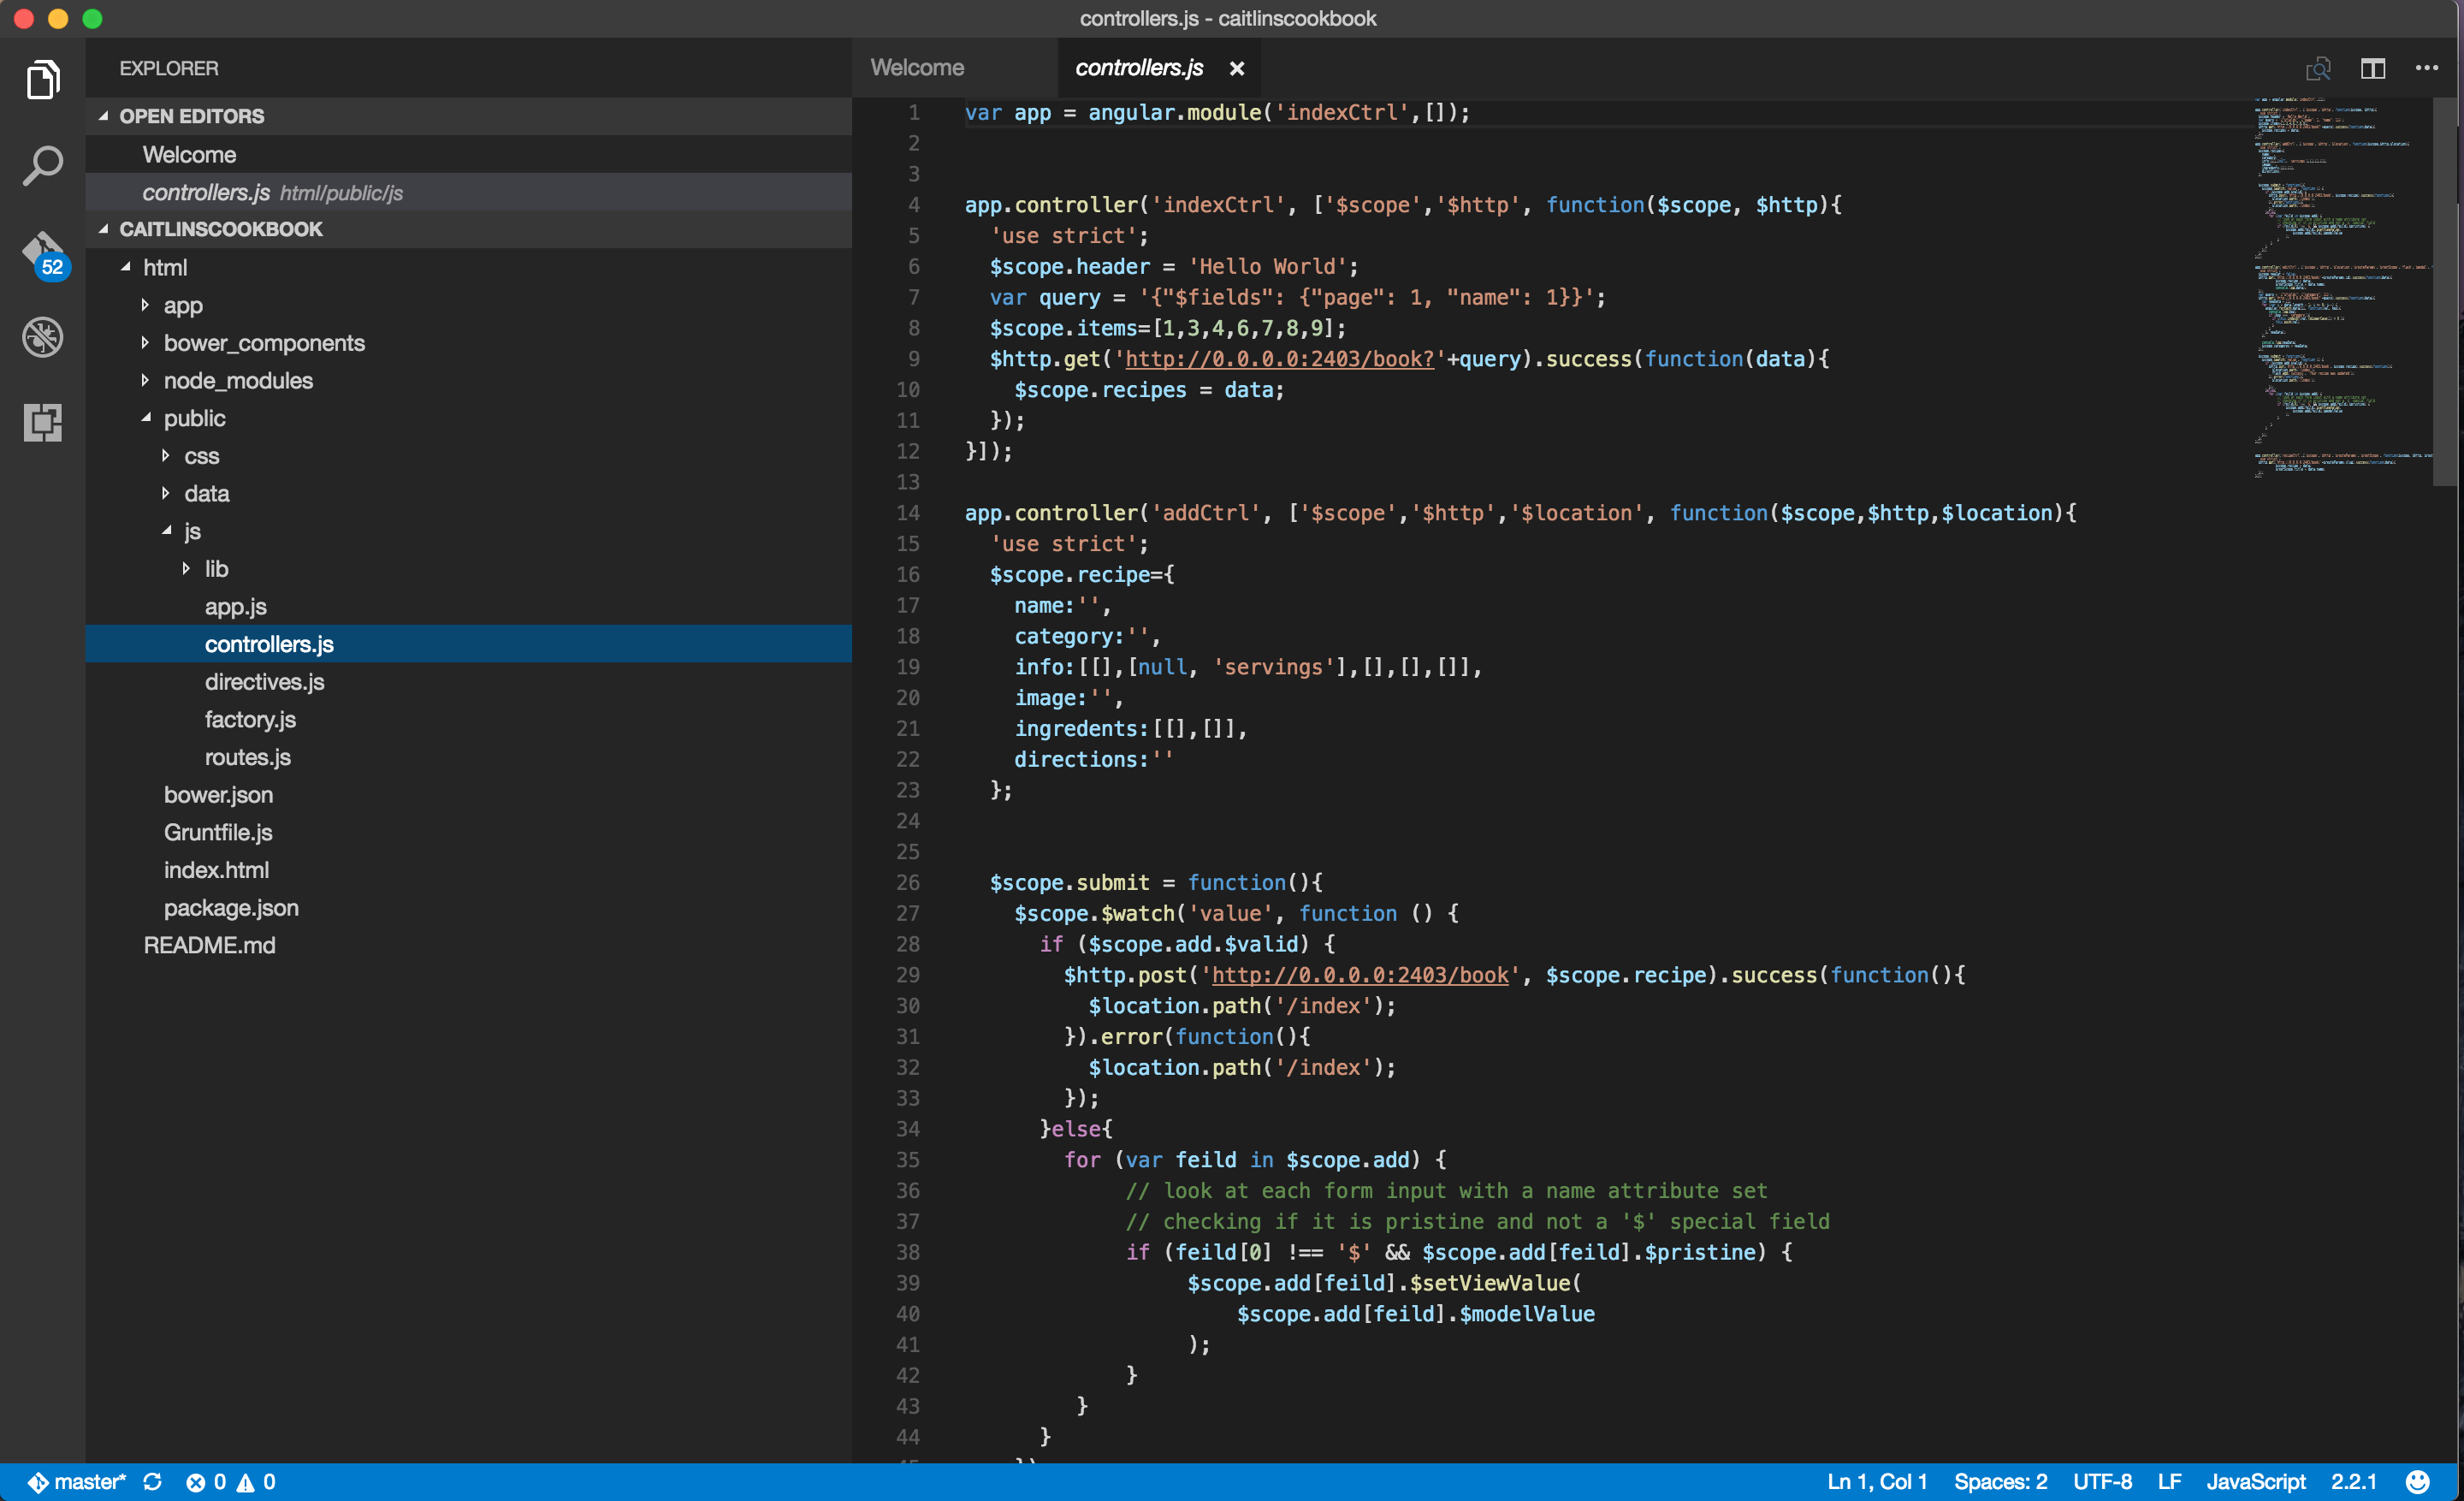 controllers.js - caitlinscookbook
EXPLORER
OPEN EDITORS
Welcome
controllers.js html/public/js
CAITLINSCOOKBOOK
html
app
bower_components
node_modules
public
css
data
js
lib
app.js
controllers.js
directives.js
factory.js
routes.js
bower.json
Gruntfile.js
index.html
package.json
README.md
52
Welcome
controllers.js
1 var app = angular.module('indexCtrl',[]);
2
3
4 app.controller('indexCtrl', ['$scope','$http', function($scope, $http){
5 'use strict';
6 $scope.header = 'Hello World';
7 var query = '{"$fields": {"page": 1, "name": 1}}';
8 $scope.items=[1,3,4,6,7,8,9];
9 $http.get('http://0.0.0.0:2403/book?'+query).success(function(data){
10 $scope.recipes = data;
11 });
12 }]);
13
14 app.controller('addCtrl', ['$scope','$http','$location', function($scope,$http,$location){
15 'use strict';
16 $scope.recipe={
17 name:'',
18 category:'',
19 info:[[],[null, 'servings'],[],[],[]],
20 image:'',
21 ingredents:[[],[]],
22 directions:''
23 };
24
25
26 $scope.submit = function(){
27 $scope.$watch('value', function () {
28 if ($scope.add.$valid) {
29 $http.post('http://0.0.0.0:2403/book', $scope.recipe).success(function(){
30 $location.path('/index');
31 }).error(function(){
32 $location.path('/index');
33 });
34 }else{
35 for (var feild in $scope.add) {
36 // look at each form input with a name attribute set
37 // checking if it is pristine and not a '$' special field
38 if (feild[0] !== '$' && $scope.add[feild].$pristine) {
39 $scope.add[feild].$setViewValue(
40 $scope.add[feild].$modelValue
41 );
42 }
43 }
44 }
master* 0 0
Ln 1, Col 1 Spaces: 2 UTF-8 LF JavaScript 2.2.1